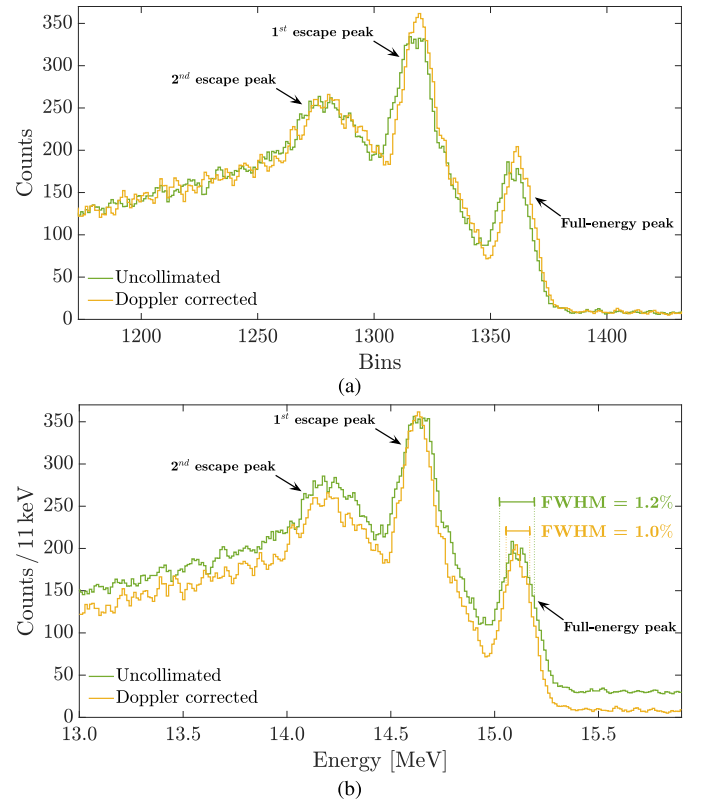 350
300
250
200
150
100
50
0
Counts
1st escape peak
2nd escape peak
Full-energy peak
Uncollimated
Doppler corrected
1200 1250 1300 1350 1400
Bins
(a)
350
300
250
200
150
100
50
0
Counts / 11 keV
1st escape peak
2nd escape peak
FWHM = 1.2%
FWHM = 1.0%
Full-energy peak
Uncollimated
Doppler corrected
13.0 13.5 14.0 14.5 15.0 15.5
Energy [MeV]
(b)